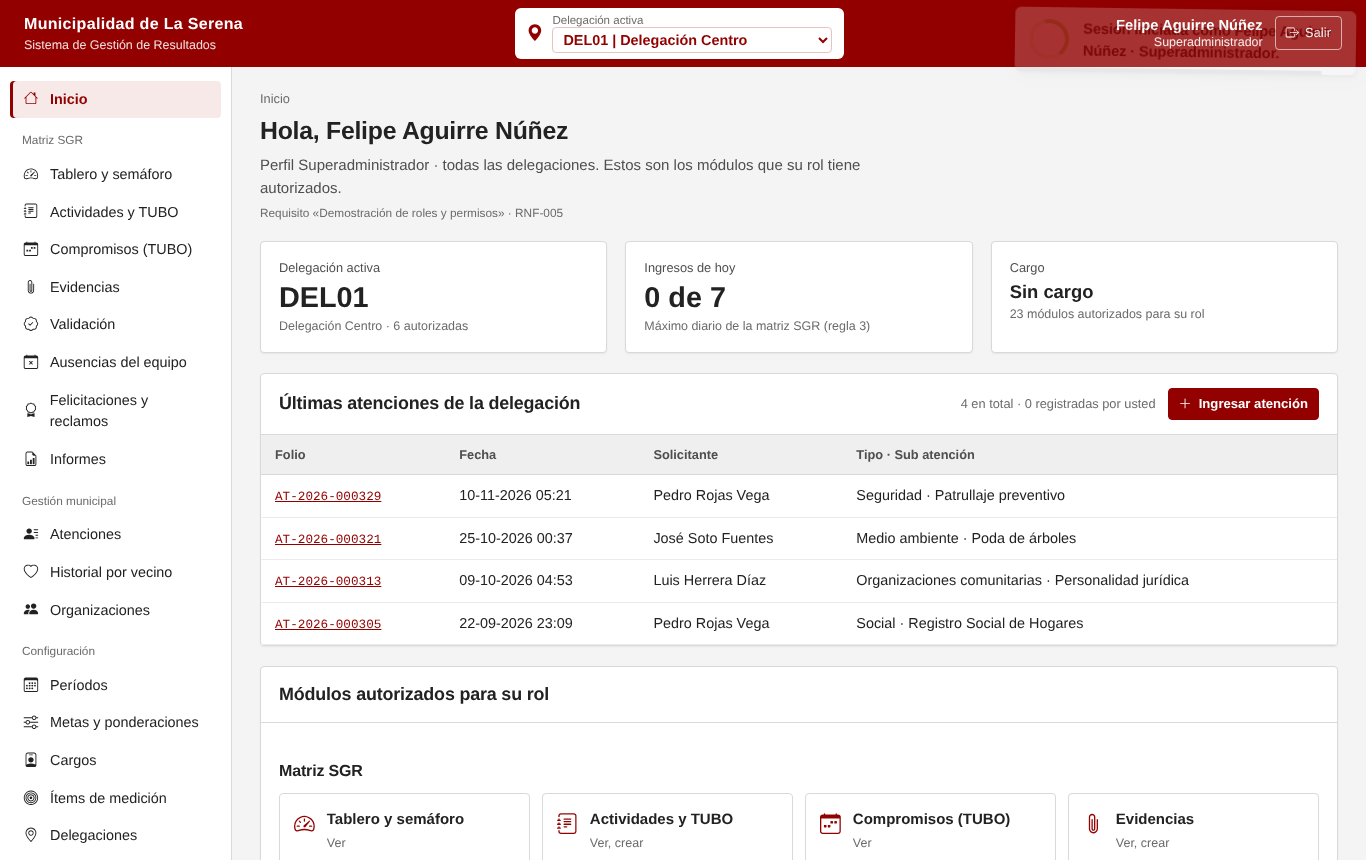 Municipalidad de La Serena
Sistema de Gestión de Resultados
Delegación activa
DEL01 | Delegación Centro
Sesión iniciada como Felipe
Núñez · Superadministrador.
Felipe Aguirre Núñez
Superadministrador
Salir
Inicio
Matriz SGR
Tablero y semáforo
Actividades y TUBO
Compromisos (TUBO)
Evidencias
Validación
Ausencias del equipo
Felicitaciones y
reclamos
Informes
Gestión municipal
Atenciones
Historial por vecino
Organizaciones
Configuración
Períodos
Metas y ponderaciones
Cargos
Ítems de medición
Delegaciones
Inicio
Hola, Felipe Aguirre Núñez
Perfil Superadministrador · todas las delegaciones. Estos son los módulos que su rol tiene
autorizados.
Requisito «Demostración de roles y permisos» · RNF-005
Delegación activa
DEL01
Delegación Centro · 6 autorizadas
Ingresos de hoy
0 de 7
Máximo diario de la matriz SGR (regla 3)
Cargo
Sin cargo
23 módulos autorizados para su rol
Últimas atenciones de la delegación
4 en total · 0 registradas por usted
Ingresar atención
Folio Fecha Solicitante Tipo · Sub atención
AT-2026-000329 10-11-2026 05:21 Pedro Rojas Vega Seguridad · Patrullaje preventivo
AT-2026-000321 25-10-2026 00:37 José Soto Fuentes Medio ambiente · Poda de árboles
AT-2026-000313 09-10-2026 04:53 Luis Herrera Díaz Organizaciones comunitarias · Personalidad jurídica
AT-2026-000305 22-09-2026 23:09 Pedro Rojas Vega Social · Registro Social de Hogares
Módulos autorizados para su rol
Matriz SGR
Tablero y semáforo
Ver
Actividades y TUBO
Ver, crear
Compromisos (TUBO)
Ver
Evidencias
Ver, crear